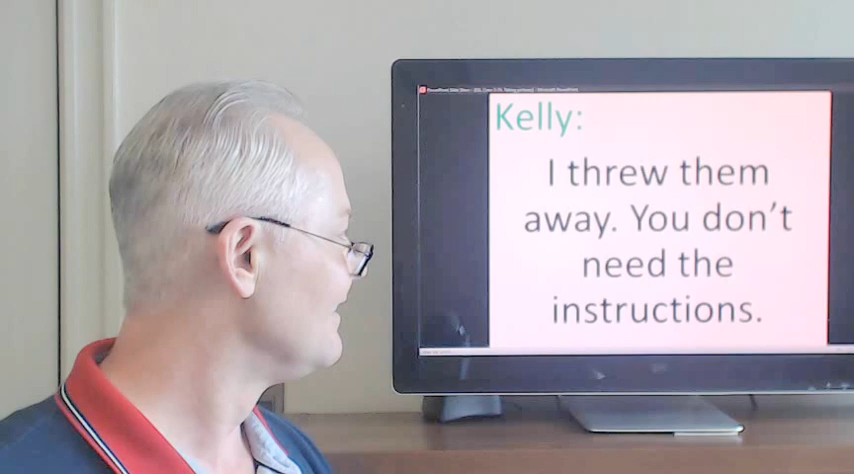 Kelly:
I threw them
away. You don't
need the
instructions.